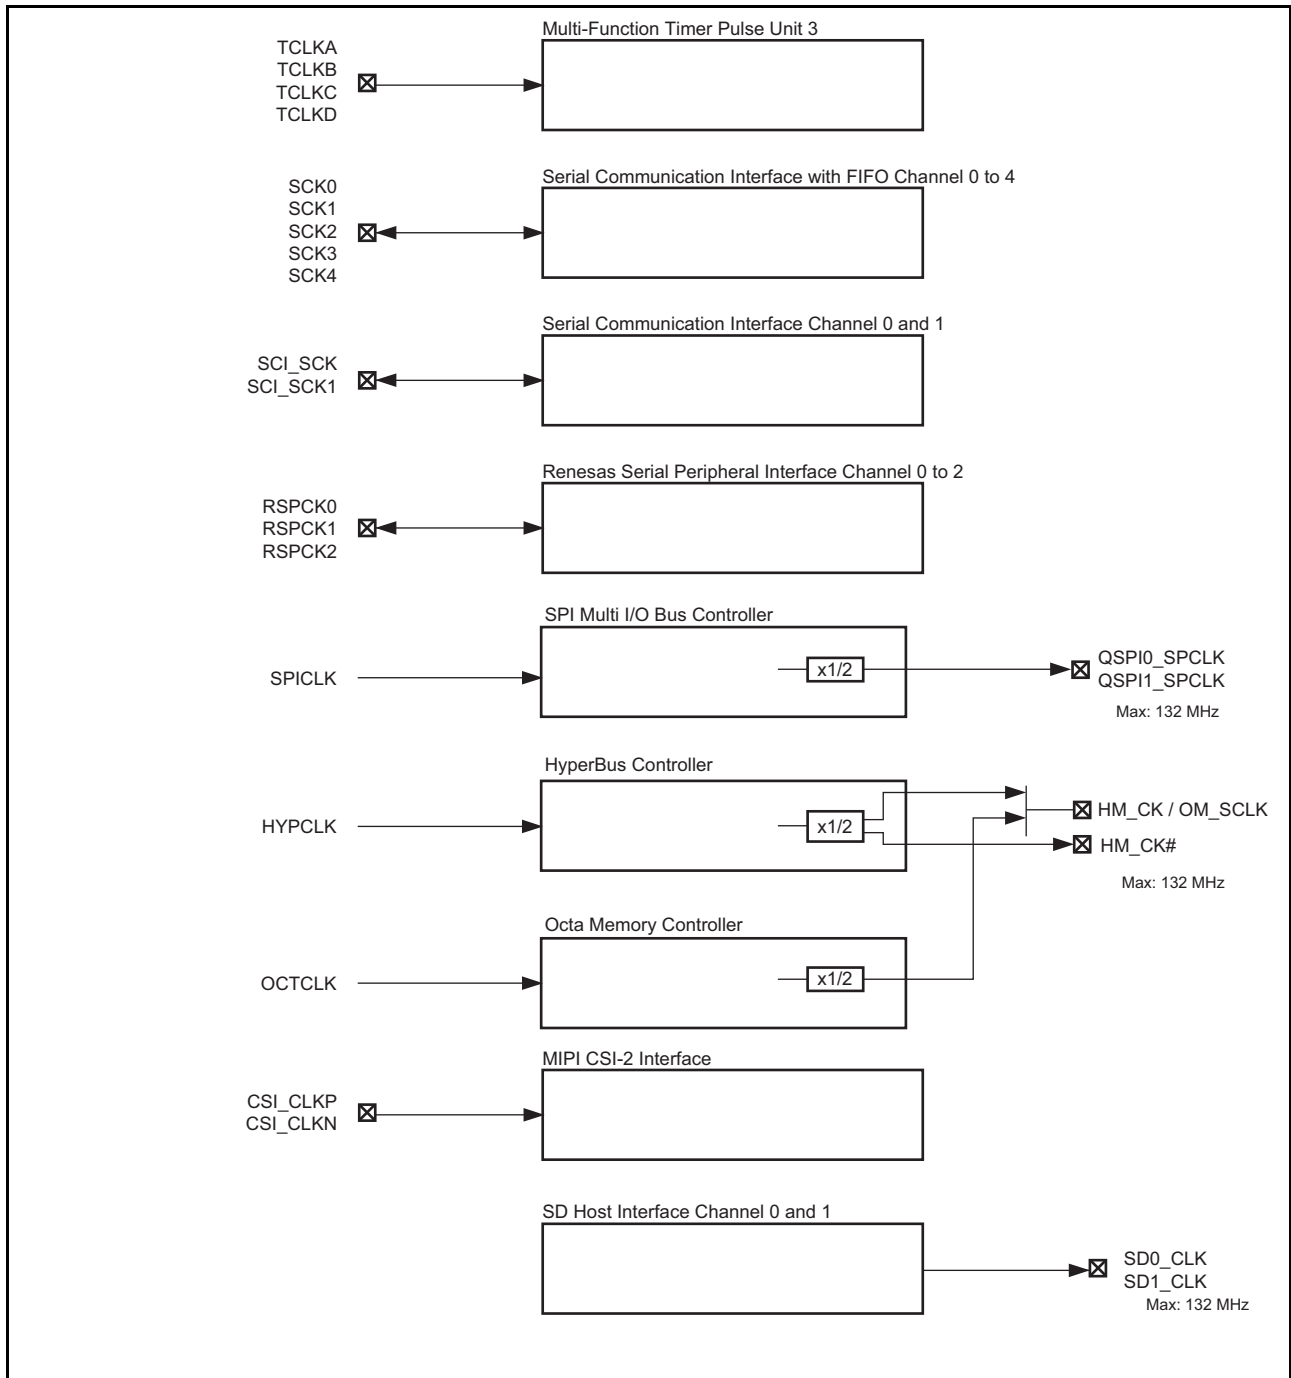 Multi-Function Timer Pulse Unit 3
TCLKA
TCLKB
TCLKC
TCLKD
Serial Communication Interface with FIFO Channel 0 to 4
SCK0
SCK1
SCK2
SCK3
SCK4
Serial Communication Interface Channel 0 and 1
SCI_SCK
SCI_SCK1
Renesas Serial Peripheral Interface Channel 0 to 2
RSPCK0
RSPCK1
RSPCK2
SPI Multi I/O Bus Controller
SPICLK
x1/2
QSPI0_SPCLK
QSPI1_SPCLK
Max: 132 MHz
HyperBus Controller
HYPCLK
x1/2
HM_CK / OM_SCLK
HM_CK#
Max: 132 MHz
Octa Memory Controller
OCTCLK
x1/2
MIPI CSI-2 Interface
CSI_CLKP
CSI_CLKN
SD Host Interface Channel 0 and 1
SD0_CLK
SD1_CLK
Max: 132 MHz